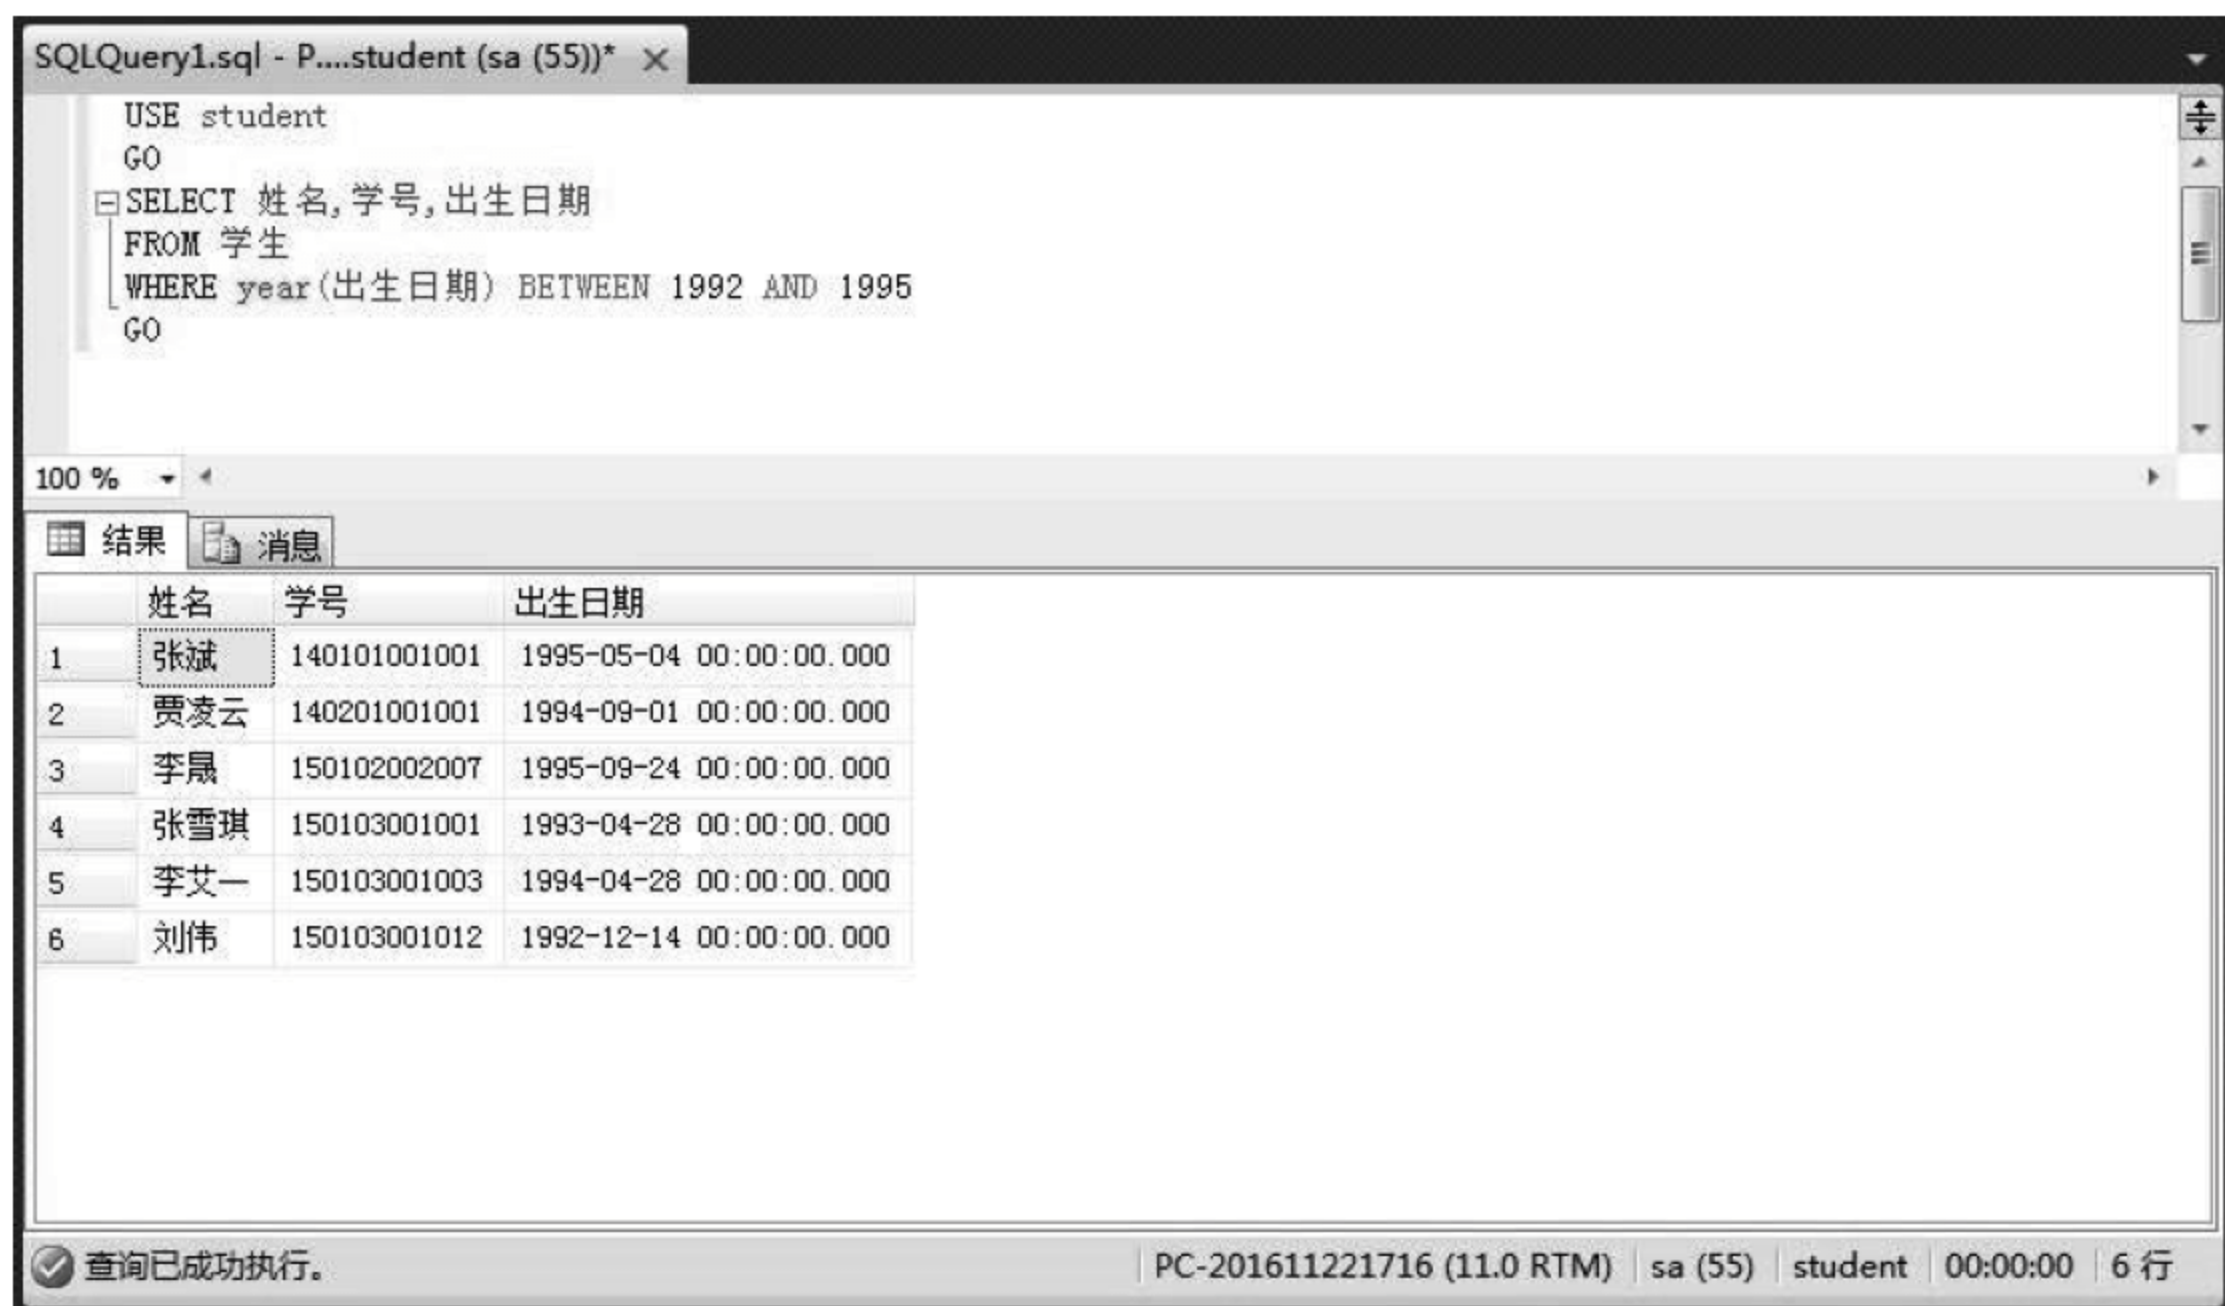 SQLQuery1.sql - P....student (sa (55))*
USE student
GO
SELECT 姓名,学号,出生日期
FROM 学生
WHERE year(出生日期) BETWEEN 1992 AND 1995
GO
100 %
结果 消息
姓名 学号 出生日期
1 张斌 140101001001 1995-05-04 00:00:00.000
2 贾凌云 140201001001 1994-09-01 00:00:00.000
3 李晟 150102002007 1995-09-24 00:00:00.000
4 张雪琪 150103001001 1993-04-28 00:00:00.000
5 李艾一 150103001003 1994-04-28 00:00:00.000
6 刘伟 150103001012 1992-12-14 00:00:00.000
查询已成功执行。 PC-201611221716 (11.0 RTM) sa (55) student 00:00:00 6 行